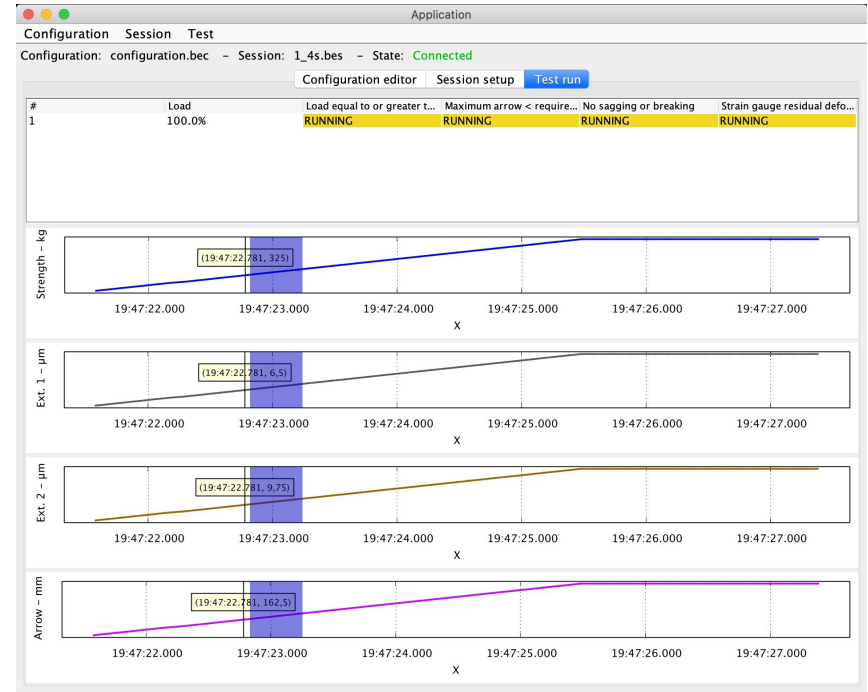 Application
Configuration Session Test
Configuration: configuration.bec – Session: 1_4s.bes – State: Connected
Configuration editor Session setup Test run
# Load Load equal to or greater t... Maximum arrow < require... No sagging or breaking Strain gauge residual defo...
1 100.0% RUNNING RUNNING RUNNING RUNNING
Strength – kg
(19:47:22.781, 325)
19:47:22.000 19:47:23.000 19:47:24.000 19:47:25.000 19:47:26.000 19:47:27.000
X
Ext. 1 – µm
(19:47:22.781, 6,5)
19:47:22.000 19:47:23.000 19:47:24.000 19:47:25.000 19:47:26.000 19:47:27.000
X
Ext. 2 – µm
(19:47:22.781, 9,75)
19:47:22.000 19:47:23.000 19:47:24.000 19:47:25.000 19:47:26.000 19:47:27.000
X
Arrow – mm
(19:47:22.781, 162,5)
19:47:22.000 19:47:23.000 19:47:24.000 19:47:25.000 19:47:26.000 19:47:27.000
X